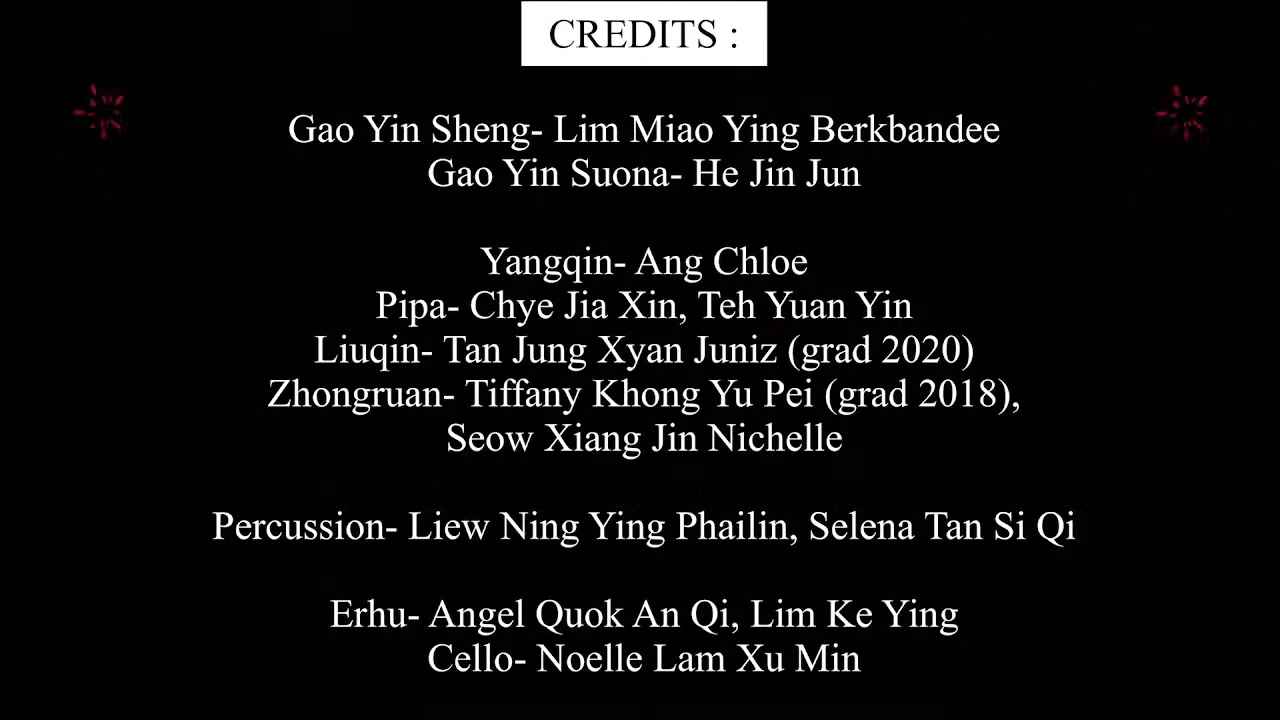 CREDITS :
Gao Yin Sheng- Lim Miao Ying Berkbandee
Gao Yin Suona- He Jin Jun
Yangqin- Ang Chloe
Pipa- Chye Jia Xin, Teh Yuan Yin
Liuqin- Tan Jung Xyan Juniz (grad 2020)
Zhongruan- Tiffany Khong Yu Pei (grad 2018),
Seow Xiang Jin Nichelle
Percussion- Liew Ning Ying Phailin, Selena Tan Si Qi
Erhu- Angel Quok An Qi, Lim Ke Ying
Cello- Noelle Lam Xu Min